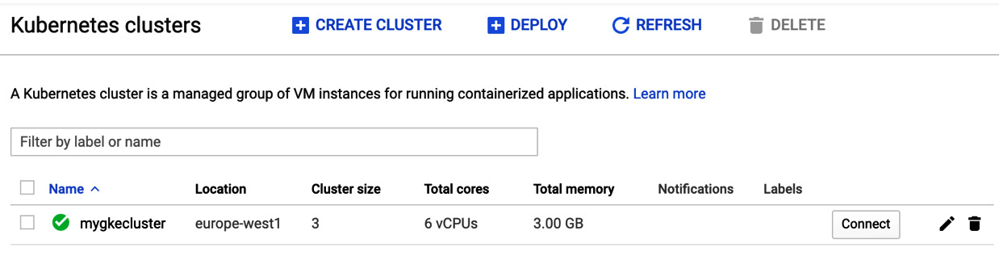 Kubernetes clusters CREATE CLUSTER DEPLOY REFRESH DELETE
A Kubernetes cluster is a managed group of VM instances for running containerized applications. Learn more
Filter by label or name
Name Location Cluster size Total cores Total memory Notifications Labels
mygkecluster europe-west1 3 6 vCPUs 3.00 GB Connect